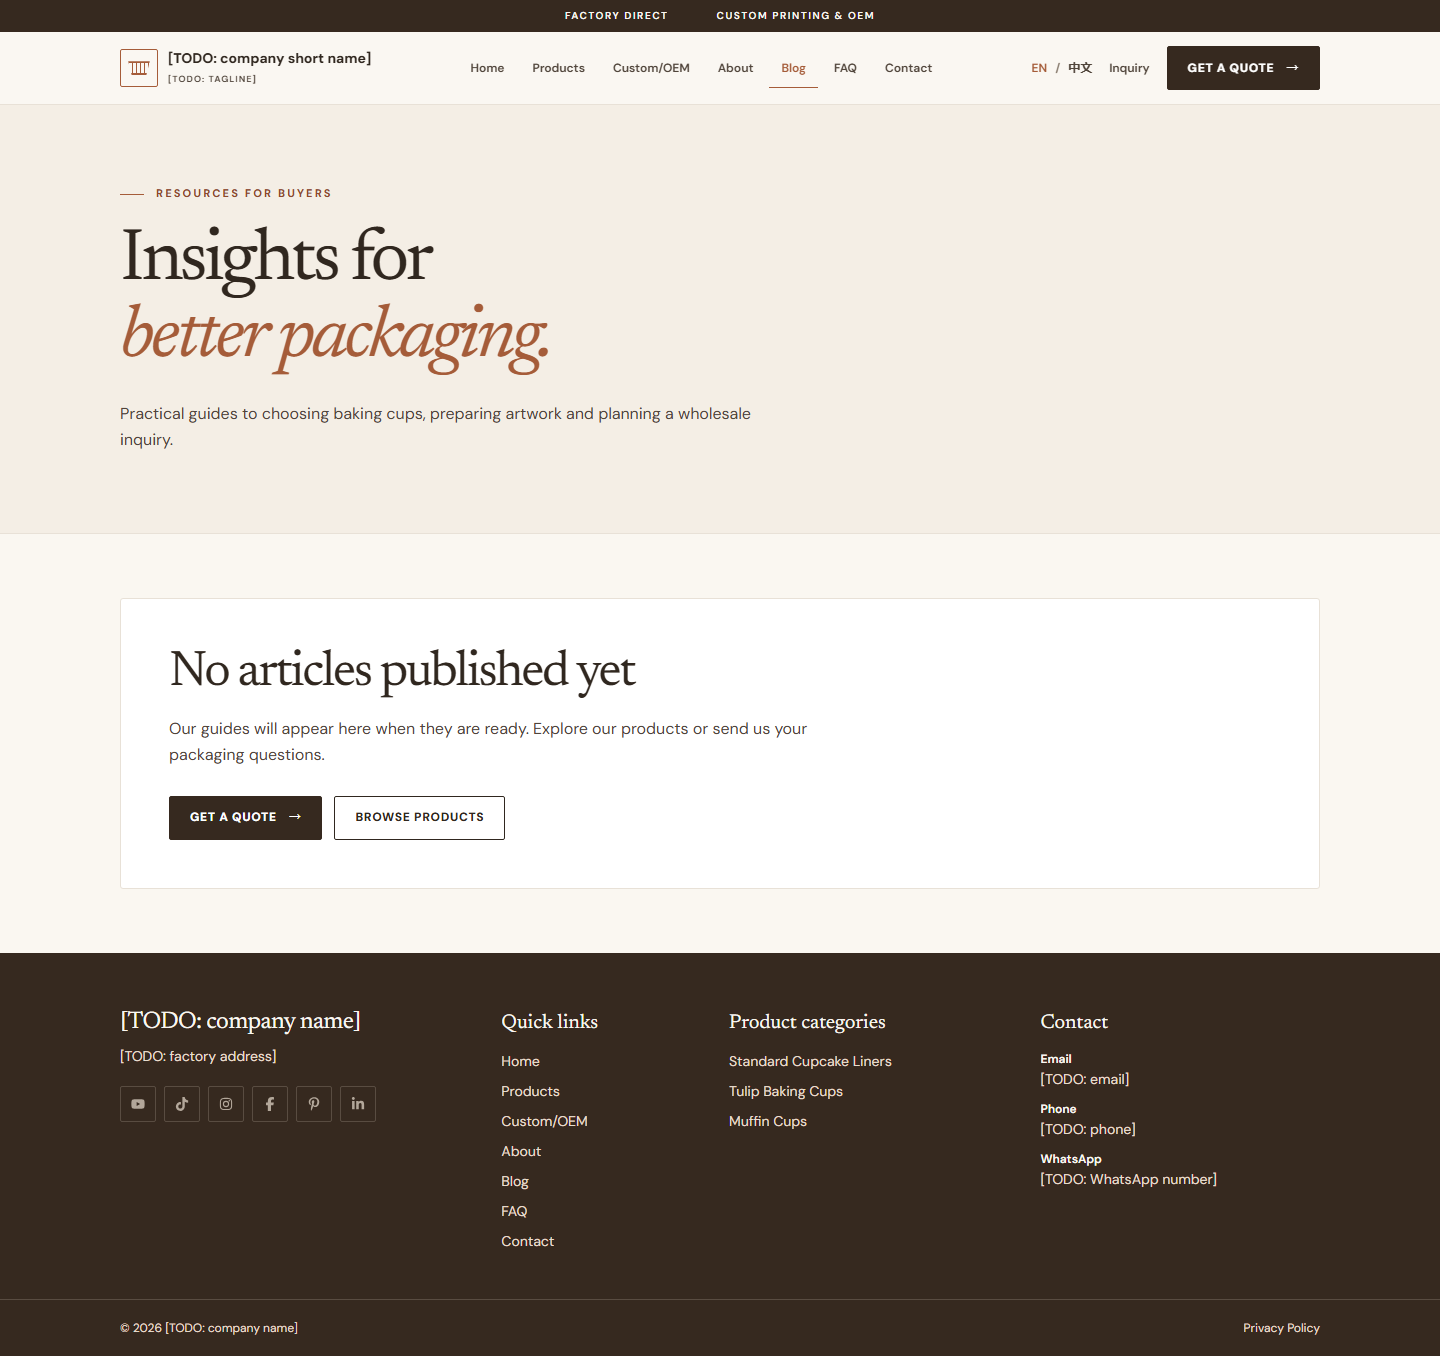 FACTORY DIRECT CUSTOM PRINTING & OEM
[TODO: company short name]
[TODO: TAGLINE]
Home Products Custom/OEM About Blog FAQ Contact
EN / 中文 Inquiry GET A QUOTE →
RESOURCES FOR BUYERS
Insights for
better packaging.
Practical guides to choosing baking cups, preparing artwork and planning a wholesale
inquiry.
No articles published yet
Our guides will appear here when they are ready. Explore our products or send us your
packaging questions.
GET A QUOTE → BROWSE PRODUCTS
[TODO: company name]
[TODO: factory address]
Quick links
Home
Products
Custom/OEM
About
Blog
FAQ
Contact
Product categories
Standard Cupcake Liners
Tulip Baking Cups
Muffin Cups
Contact
Email
[TODO: email]
Phone
[TODO: phone]
WhatsApp
[TODO: WhatsApp number]
© 2026 [TODO: company name]
Privacy Policy